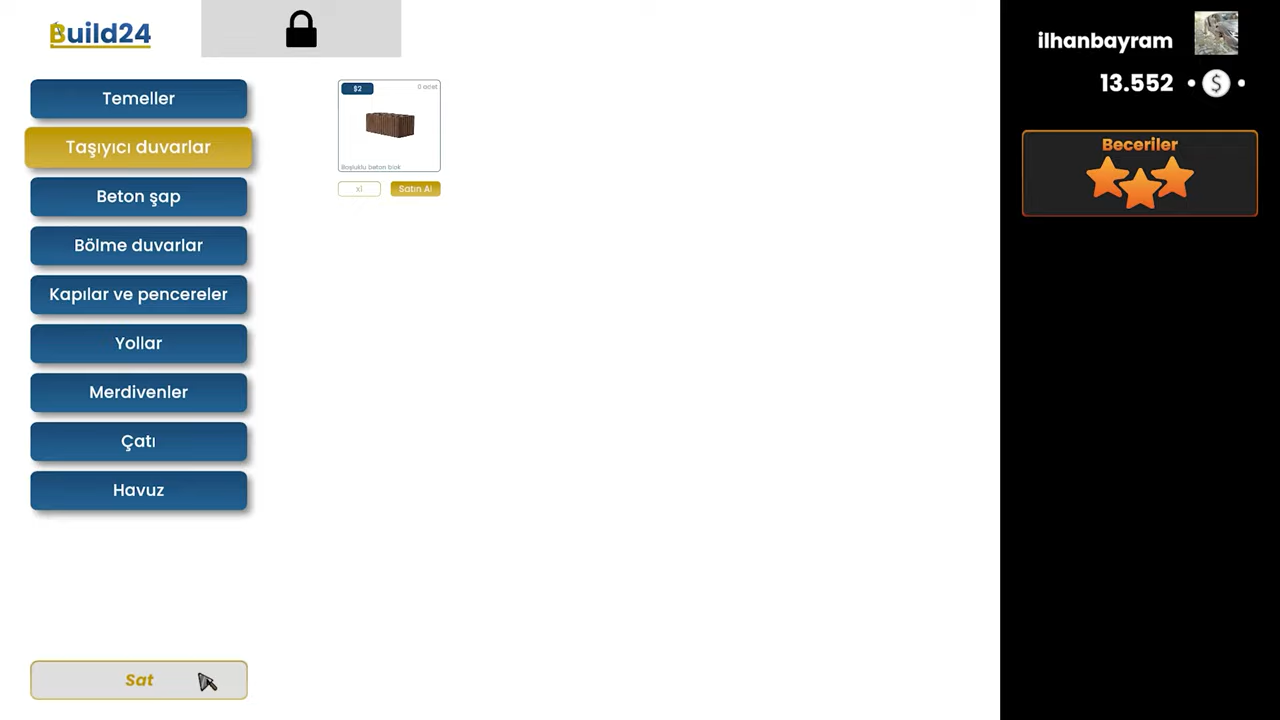 Build24
ilhanbayram
13.552
$
Temeller
Taşıyıcı duvarlar
Beton şap
Bölme duvarlar
Kapılar ve pencereler
Yollar
Merdivenler
Çatı
Havuz
Sat
$2
0 adet
Boşluklu beton blok
x1
Satın Al
Beceriler